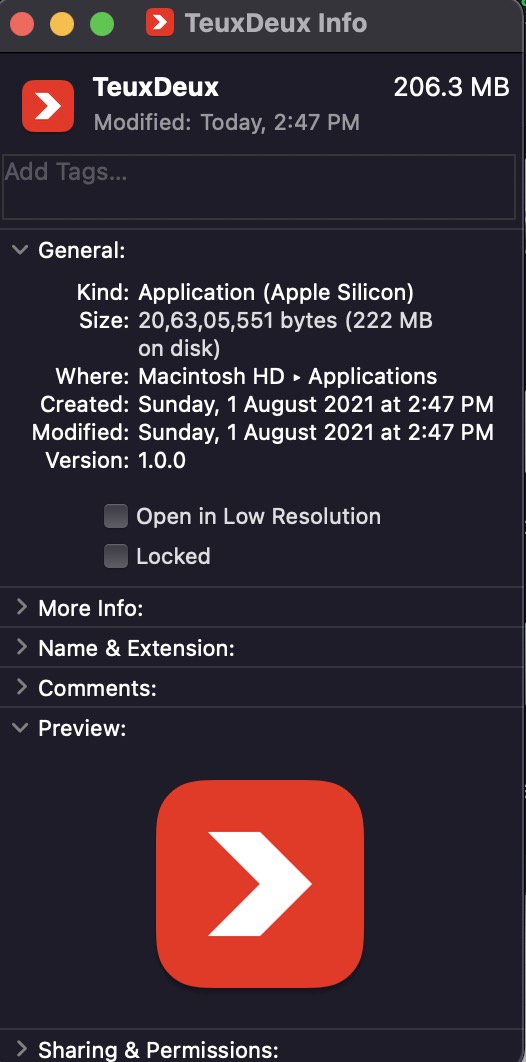 TeuxDeux Info
TeuxDeux 206.3 MB
Modified: Today, 2:47 PM
Add Tags...
General:
Kind: Application (Apple Silicon)
Size: 20,63,05,551 bytes (222 MB
on disk)
Where: Macintosh HD ▸ Applications
Created: Sunday, 1 August 2021 at 2:47 PM
Modified: Sunday, 1 August 2021 at 2:47 PM
Version: 1.0.0
Open in Low Resolution
Locked
More Info:
Name & Extension:
Comments:
Preview:
Sharing & Permissions: